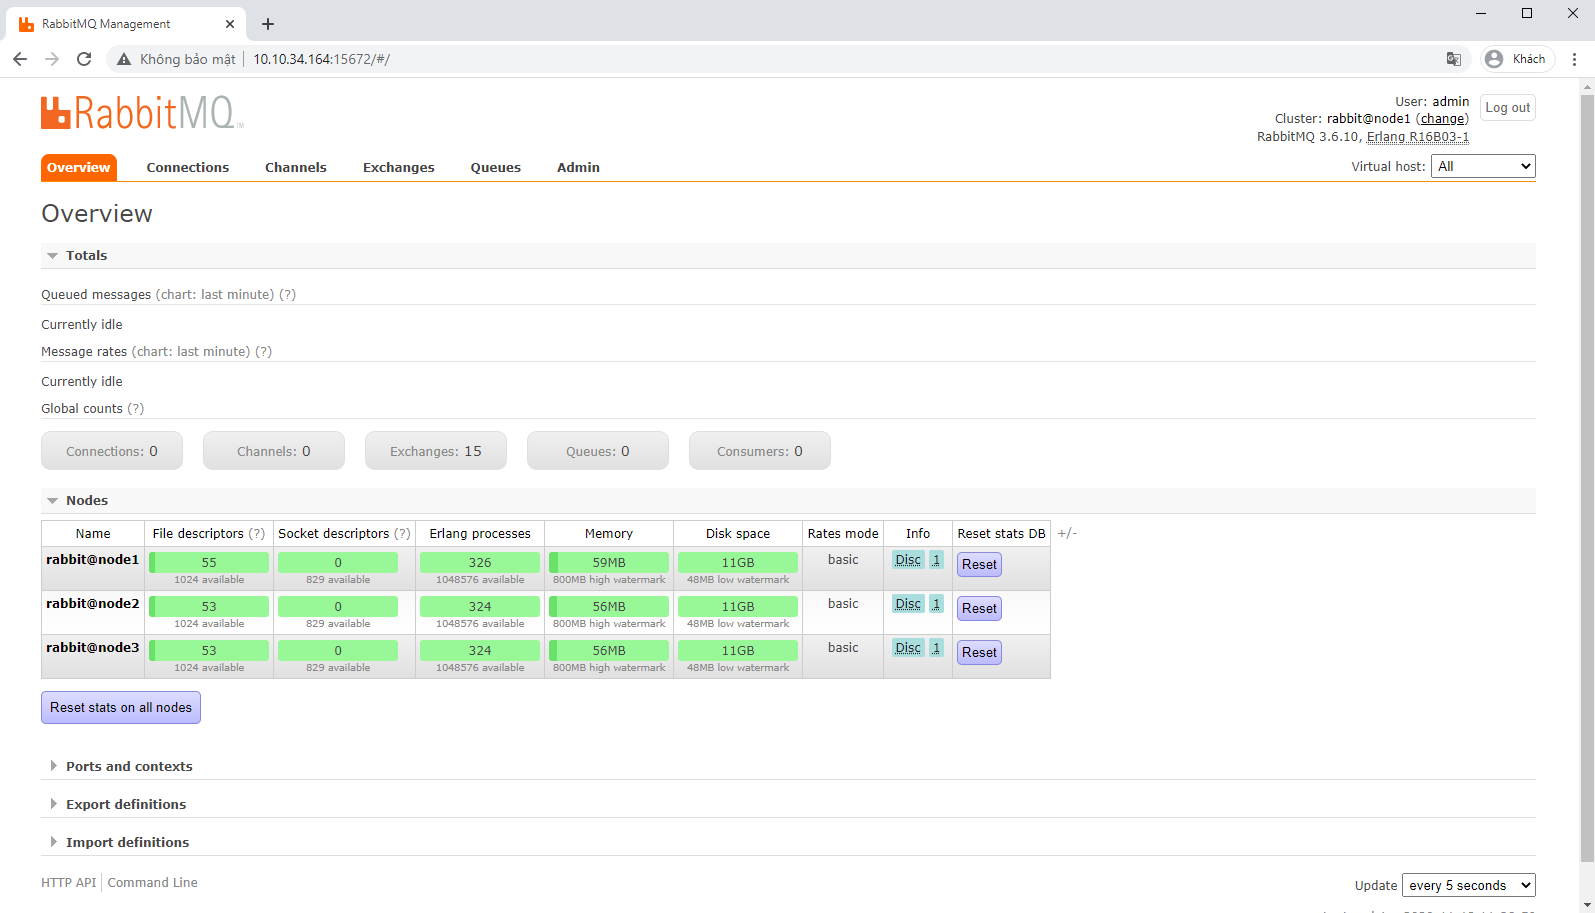 RabbitMQ Management
Không bảo mật 10.10.34.164:15672/#/ Khách
RabbitMQ™
User: admin
Log out
Cluster: rabbit@node1 (change)
RabbitMQ 3.6.10, Erlang R16B03-1
Overview Connections Channels Exchanges Queues Admin
Virtual host: All
Overview
Totals
Queued messages (chart: last minute) (?)
Currently idle
Message rates (chart: last minute) (?)
Currently idle
Global counts (?)
Connections: 0 Channels: 0 Exchanges: 15 Queues: 0 Consumers: 0
Nodes
Name File descriptors (?) Socket descriptors (?) Erlang processes Memory Disk space Rates mode Info Reset stats DB +/-
rabbit@node1 55 0 326 59MB 11GB basic Disc 1 Reset
1024 available 829 available 1048576 available 800MB high watermark 48MB low watermark
rabbit@node2 53 0 324 56MB 11GB basic Disc 1 Reset
1024 available 829 available 1048576 available 800MB high watermark 48MB low watermark
rabbit@node3 53 0 324 56MB 11GB basic Disc 1 Reset
1024 available 829 available 1048576 available 800MB high watermark 48MB low watermark
Reset stats on all nodes
Ports and contexts
Export definitions
Import definitions
HTTP API Command Line
Update every 5 seconds